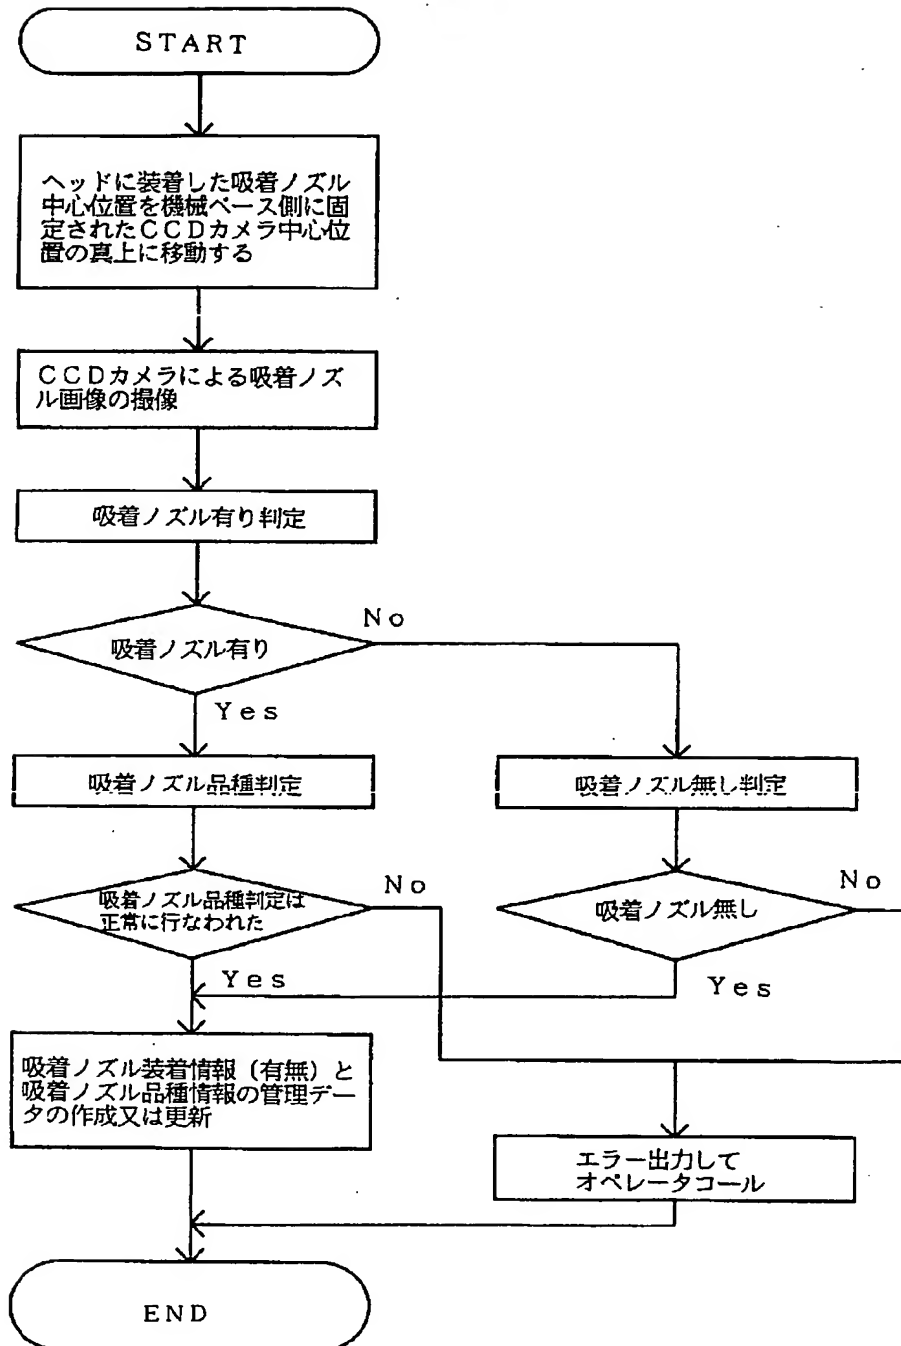 START
ヘッドに装着した吸着ノズル
中心位置を機械ベース側に固
定されたCCDカメラ中心位
置の真上に移動する
CCDカメラによる吸着ノズ
ル画像の撮像
吸着ノズル有り判定
No
吸着ノズル有り
Yes
吸着ノズル品種判定
吸着ノズル無し判定
吸着ノズル品種判定は
正常に行なわれた
No
吸着ノズル無し
No
Yes
Yes
吸着ノズル装着情報(有無)と
吸着ノズル品種情報の管理デー
タの作成又は更新
エラー出力して
オペレータコール
END